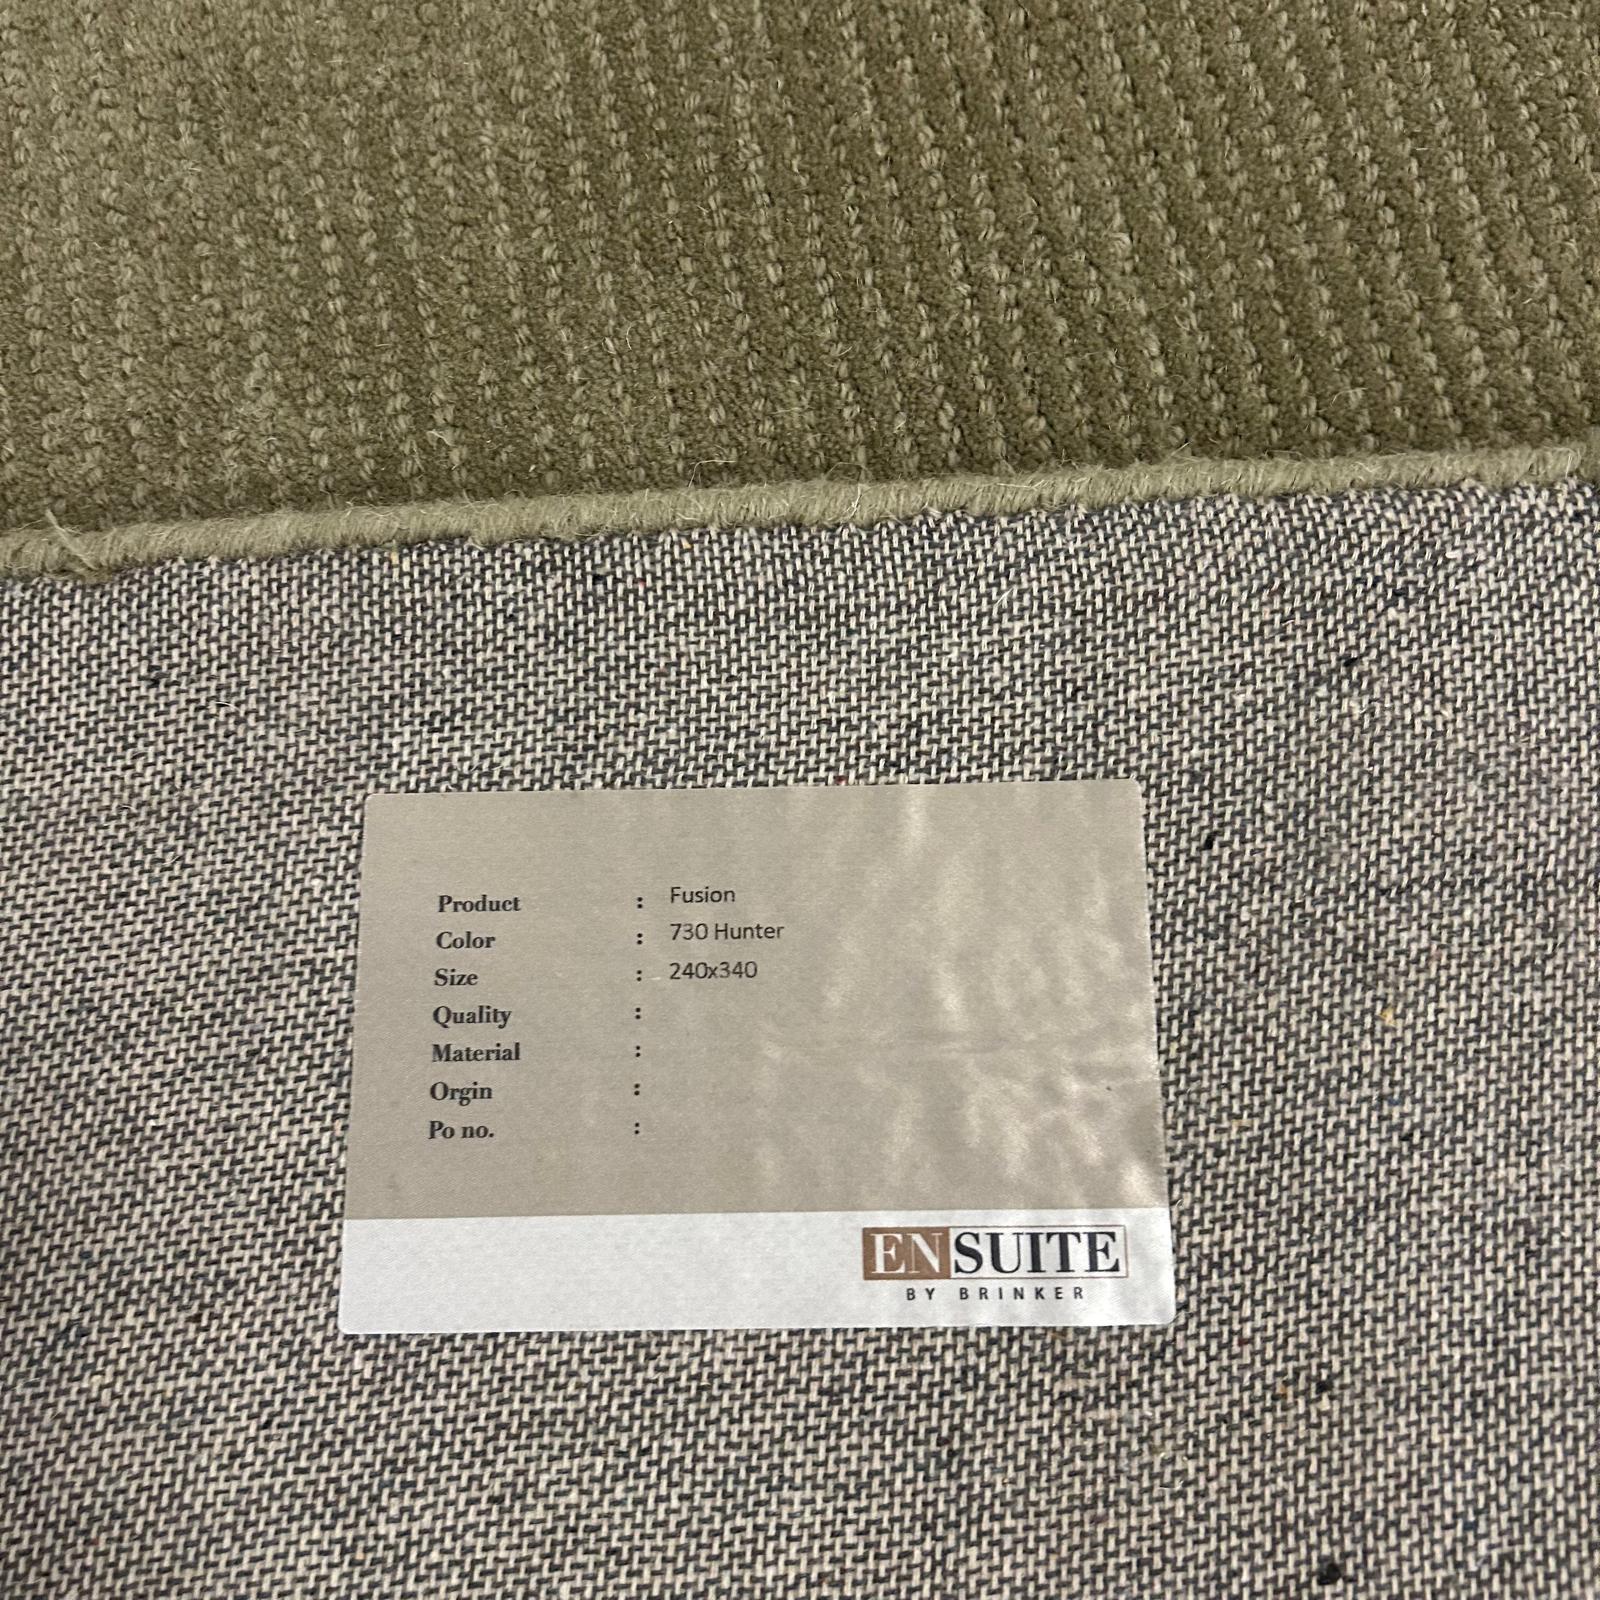 Product : Fusion
Color : 730 Hunter
Size : 240x340
Quality :
Material :
Orgin :
Po no. :
ENSUITE
BY BRINKER